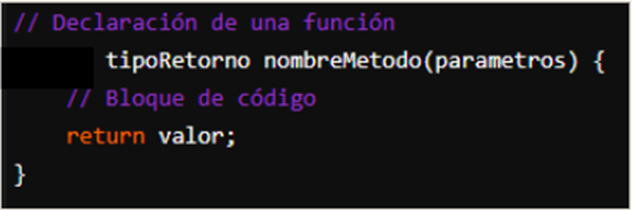 // Declaración de una función
tipoRetorno nombreMetodo(parametros) {
// Bloque de código
return valor;
}